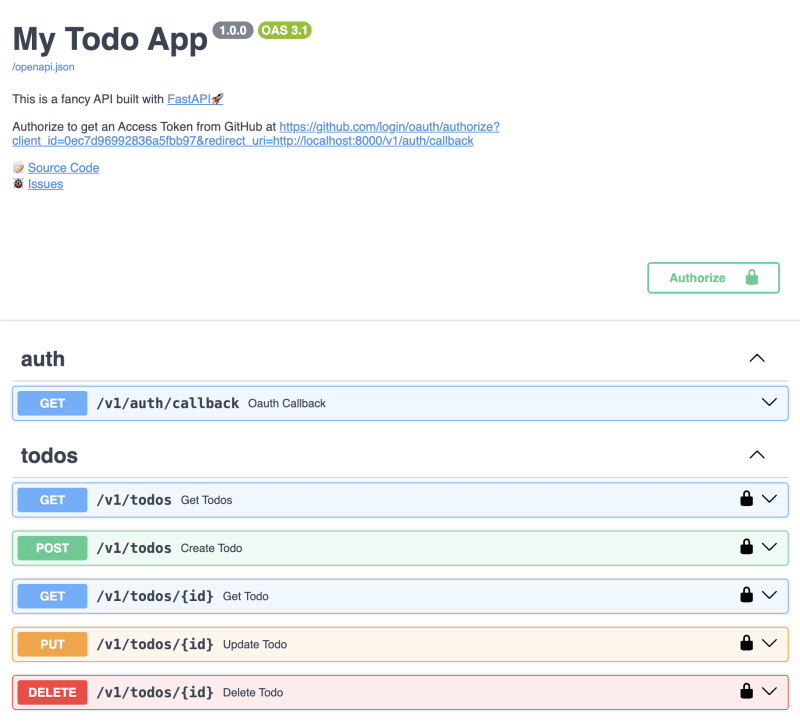 My Todo App 1.0.0 OAS 3.1
/openapi.json
This is a fancy API built with FastAPI🚀
Authorize to get an Access Token from GitHub at https://github.com/login/oauth/authorize?
client_id=0ec7d96992836a5fbb97&redirect_uri=http://localhost:8000/v1/auth/callback
📝 Source Code
🐞 Issues
Authorize
auth
GET /v1/auth/callback Oauth Callback
todos
GET /v1/todos Get Todos
POST /v1/todos Create Todo
GET /v1/todos/{id} Get Todo
PUT /v1/todos/{id} Update Todo
DELETE /v1/todos/{id} Delete Todo